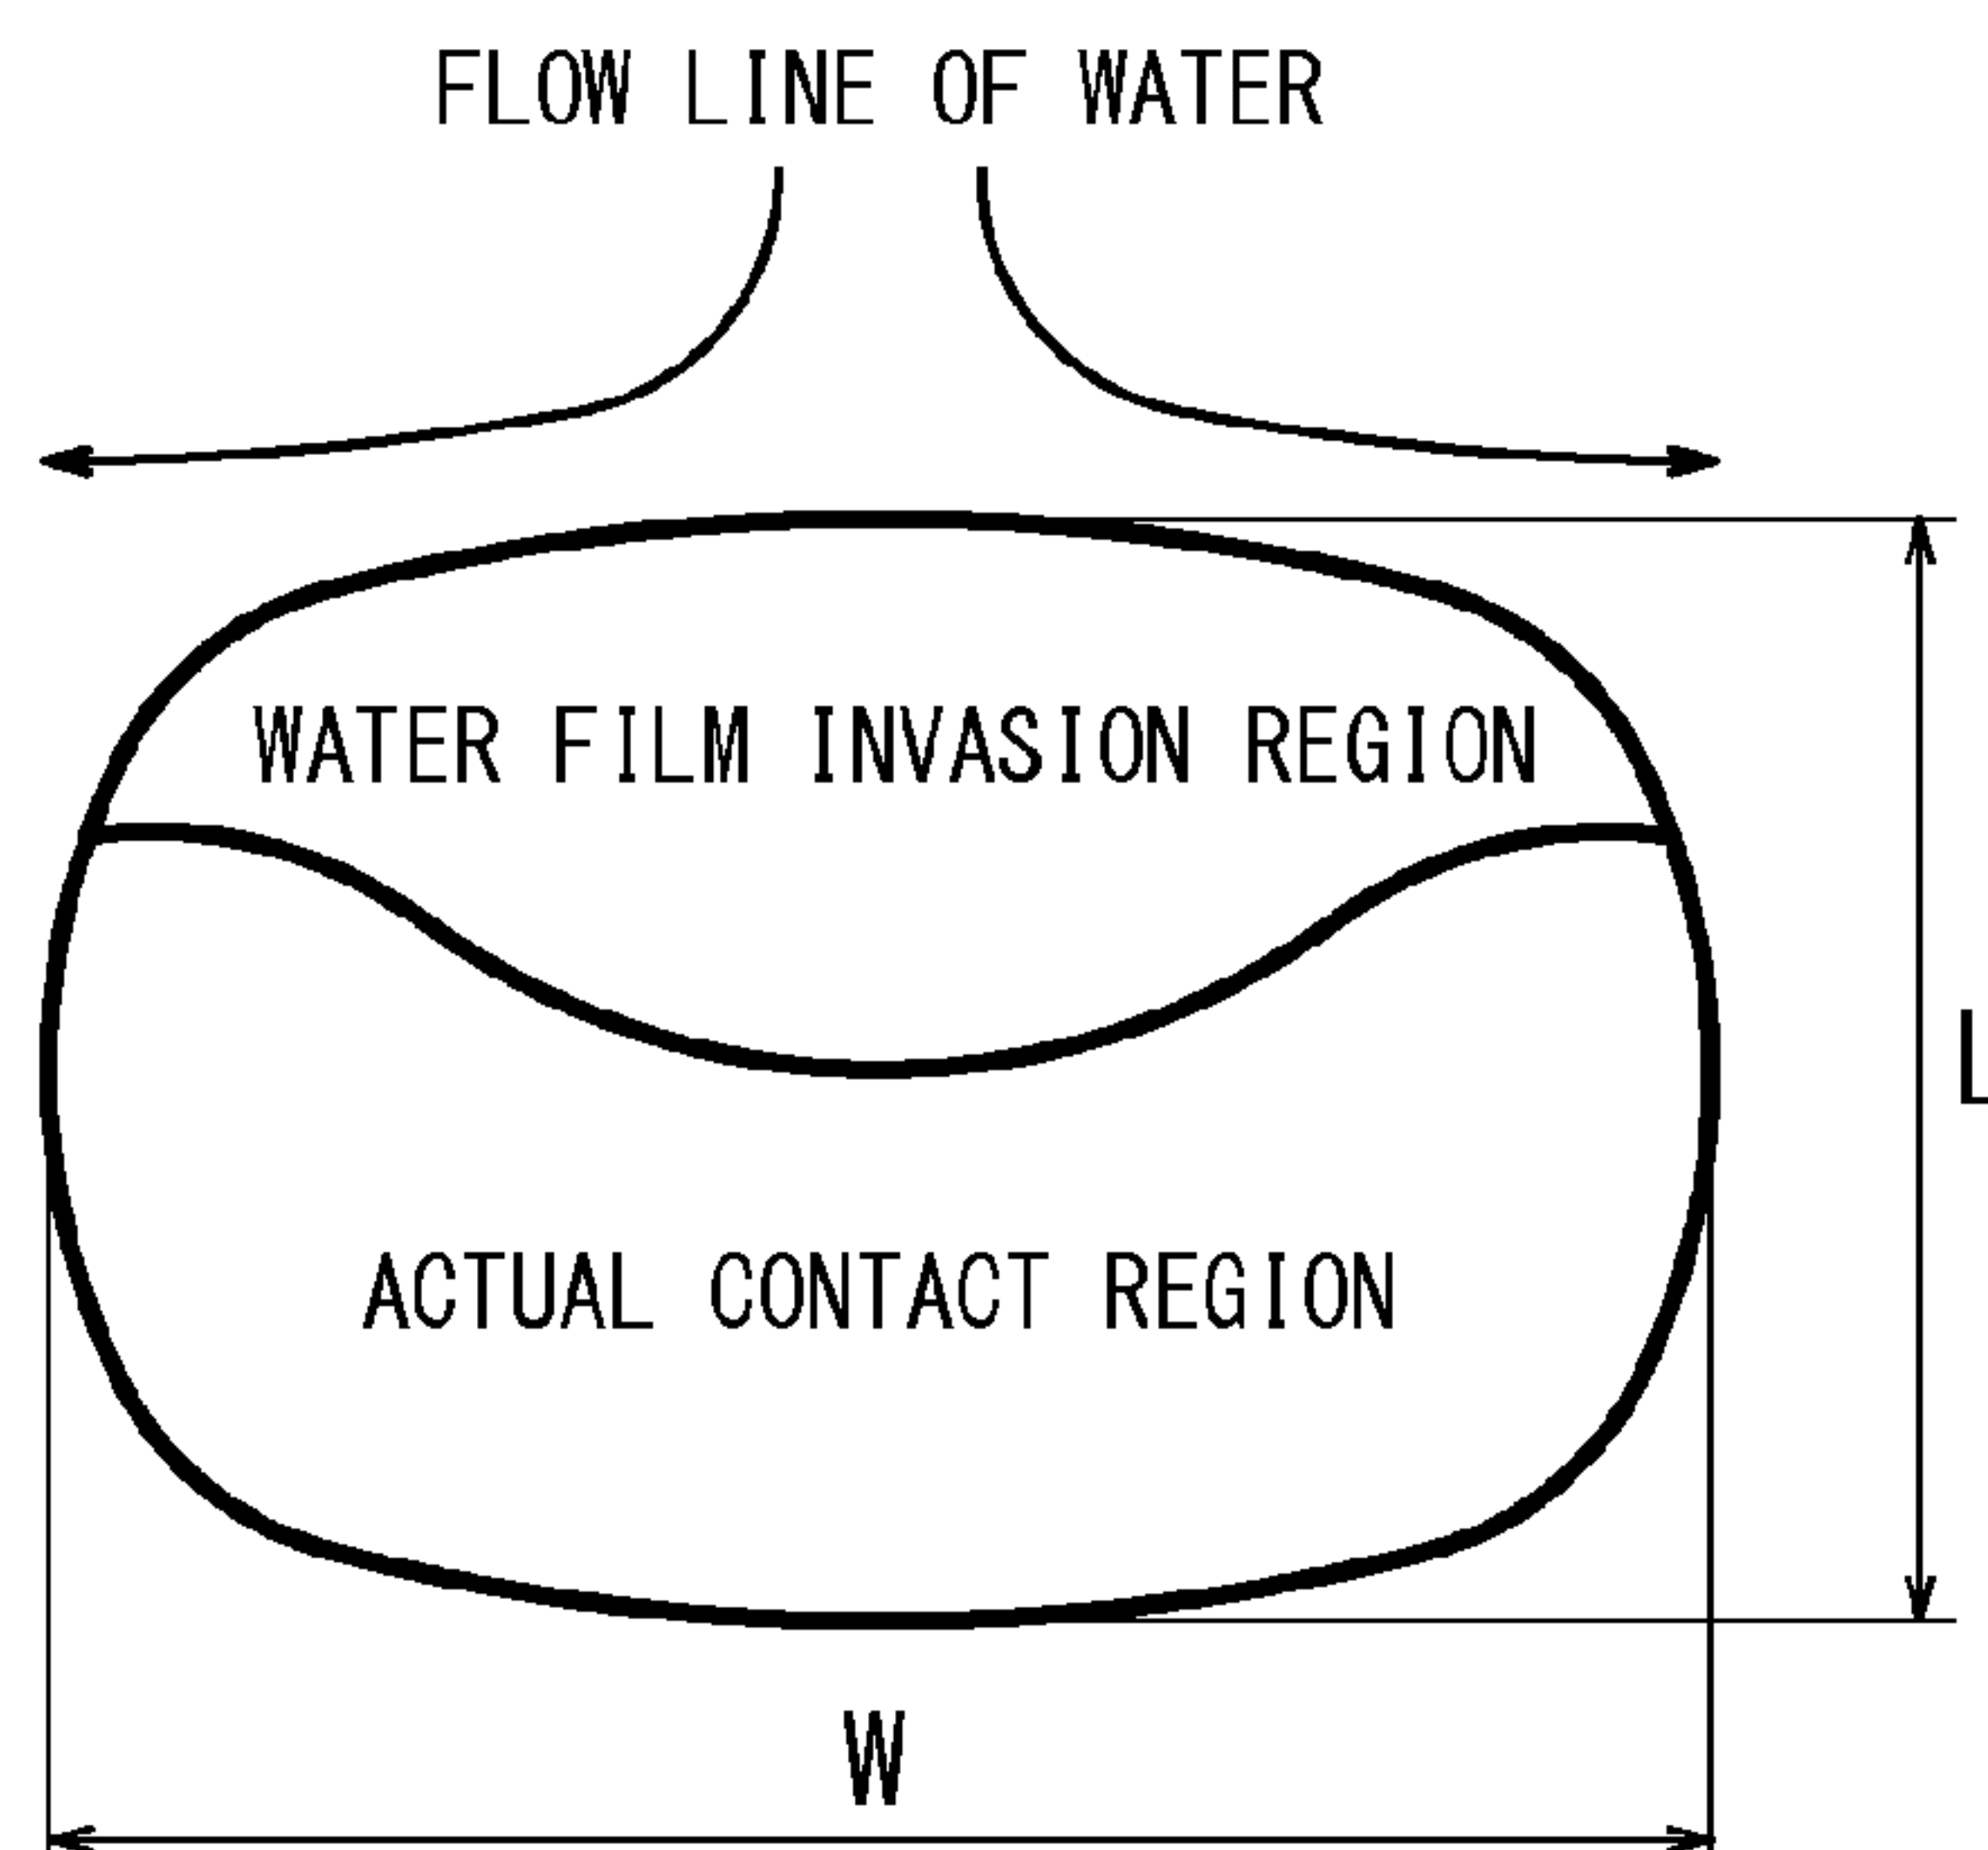 FLOW LINE OF WATER
WATER FILM INVASION REGION
L
ACTUAL CONTACT REGION
W